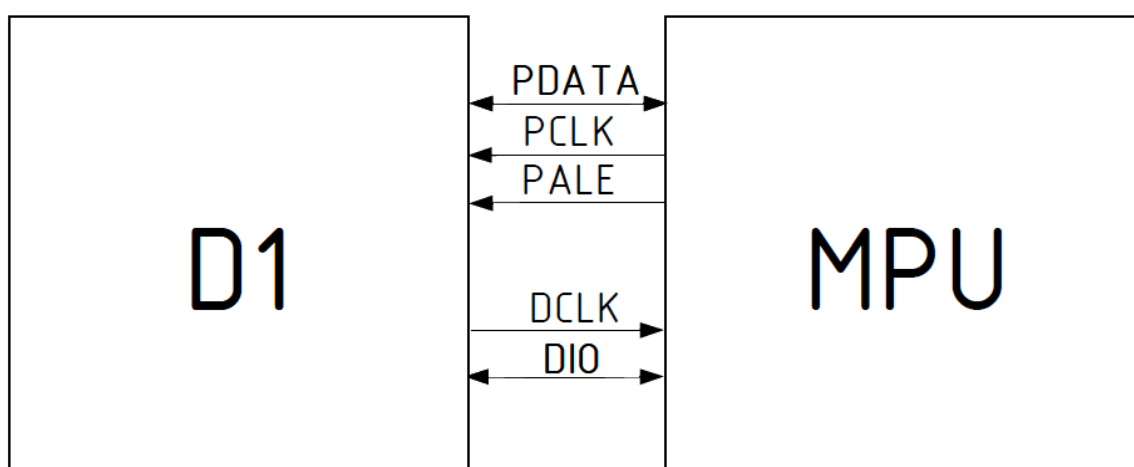 PDATA
PCLK
PALE
D1
MPU
DCLK
DIO